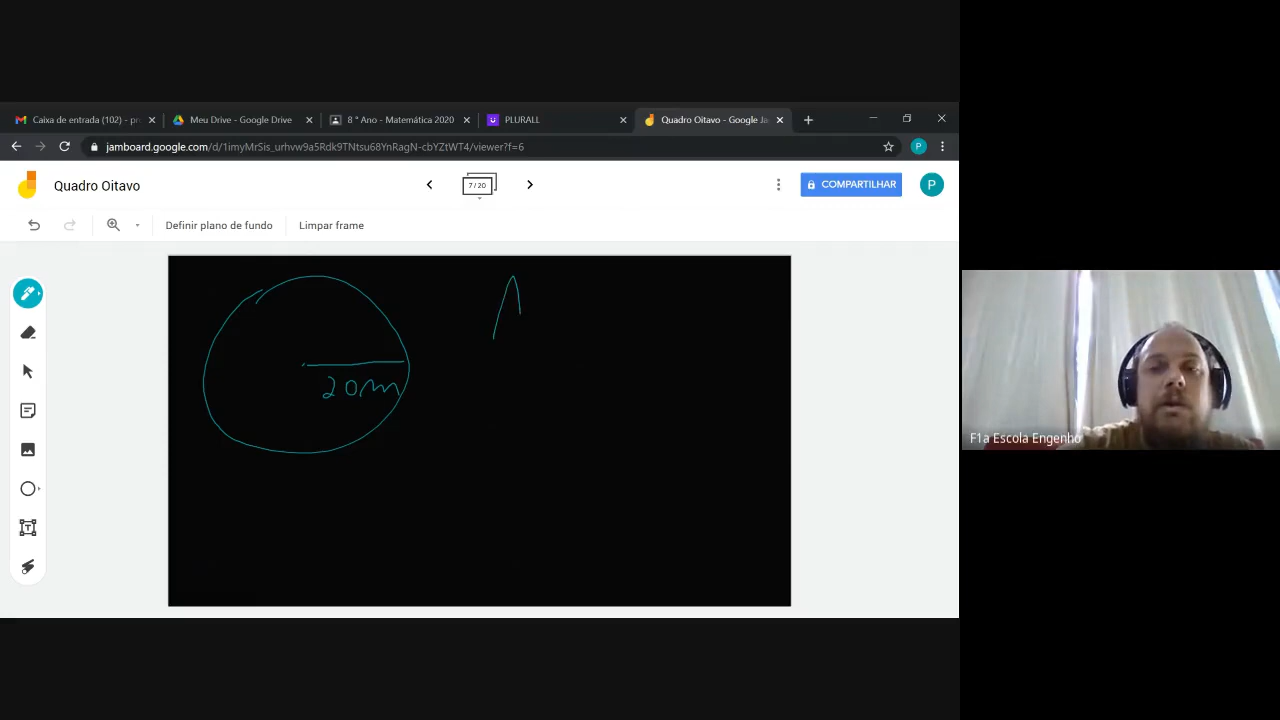 Caixa de entrada (102) - pr
Meu Drive - Google Drive
8 ° Ano - Matemática 2020
PLURALL
Quadro Oitavo - Google Ja
jamboard.google.com/d/1imyMrSis_urhvw9a5Rdk9TNtsu68YnRagN-cbYZtWT4/viewer?f=6
P
Quadro Oitavo
7 / 20
COMPARTILHAR
P
Definir plano de fundo
Limpar frame
20m
F1a Escola Engenho